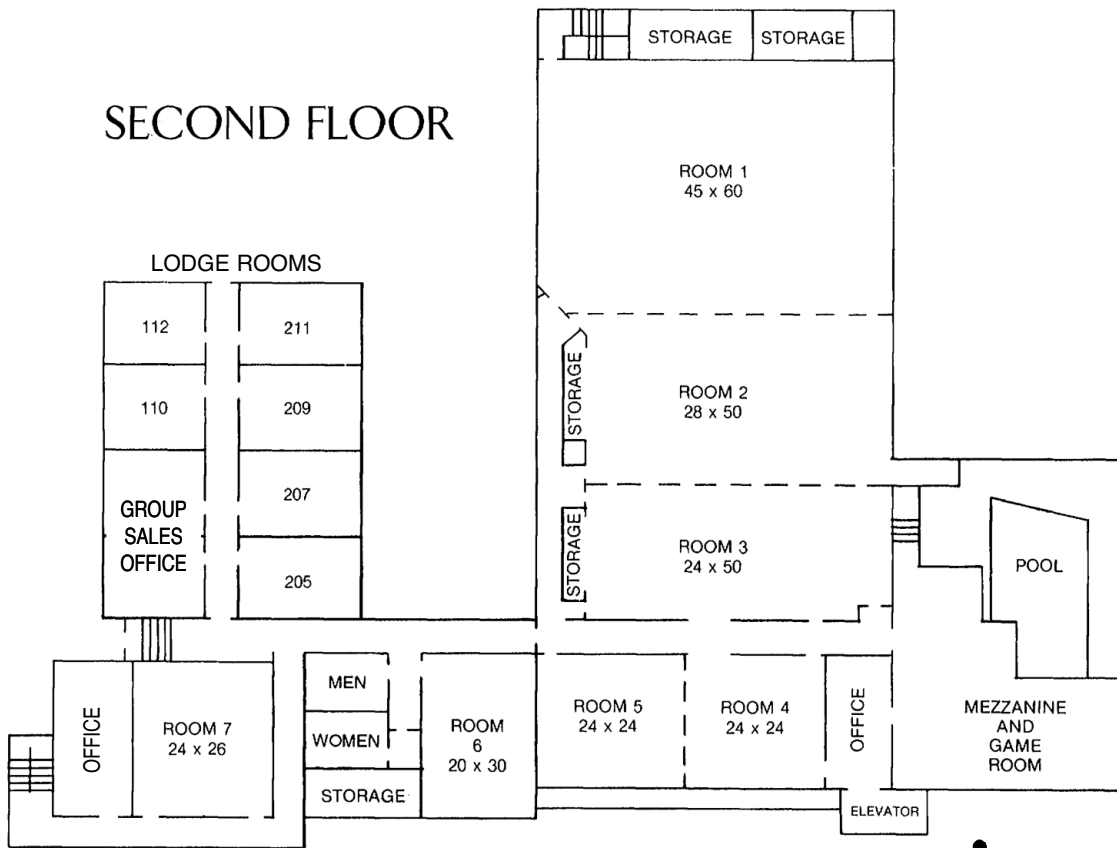 STORAGE
STORAGE
SECOND FLOOR
ROOM 1
45 x 60
LODGE ROOMS
112
211
110
209
STORAGE
ROOM 2
28 x 50
GROUP
SALES
OFFICE
207
205
STORAGE
ROOM 3
24 x 50
POOL
OFFICE
ROOM 7
24 x 26
MEN
WOMEN
STORAGE
ROOM
6
20 x 30
ROOM 5
24 x 24
ROOM 4
24 x 24
OFFICE
MEZZANINE
AND
GAME
ROOM
ELEVATOR